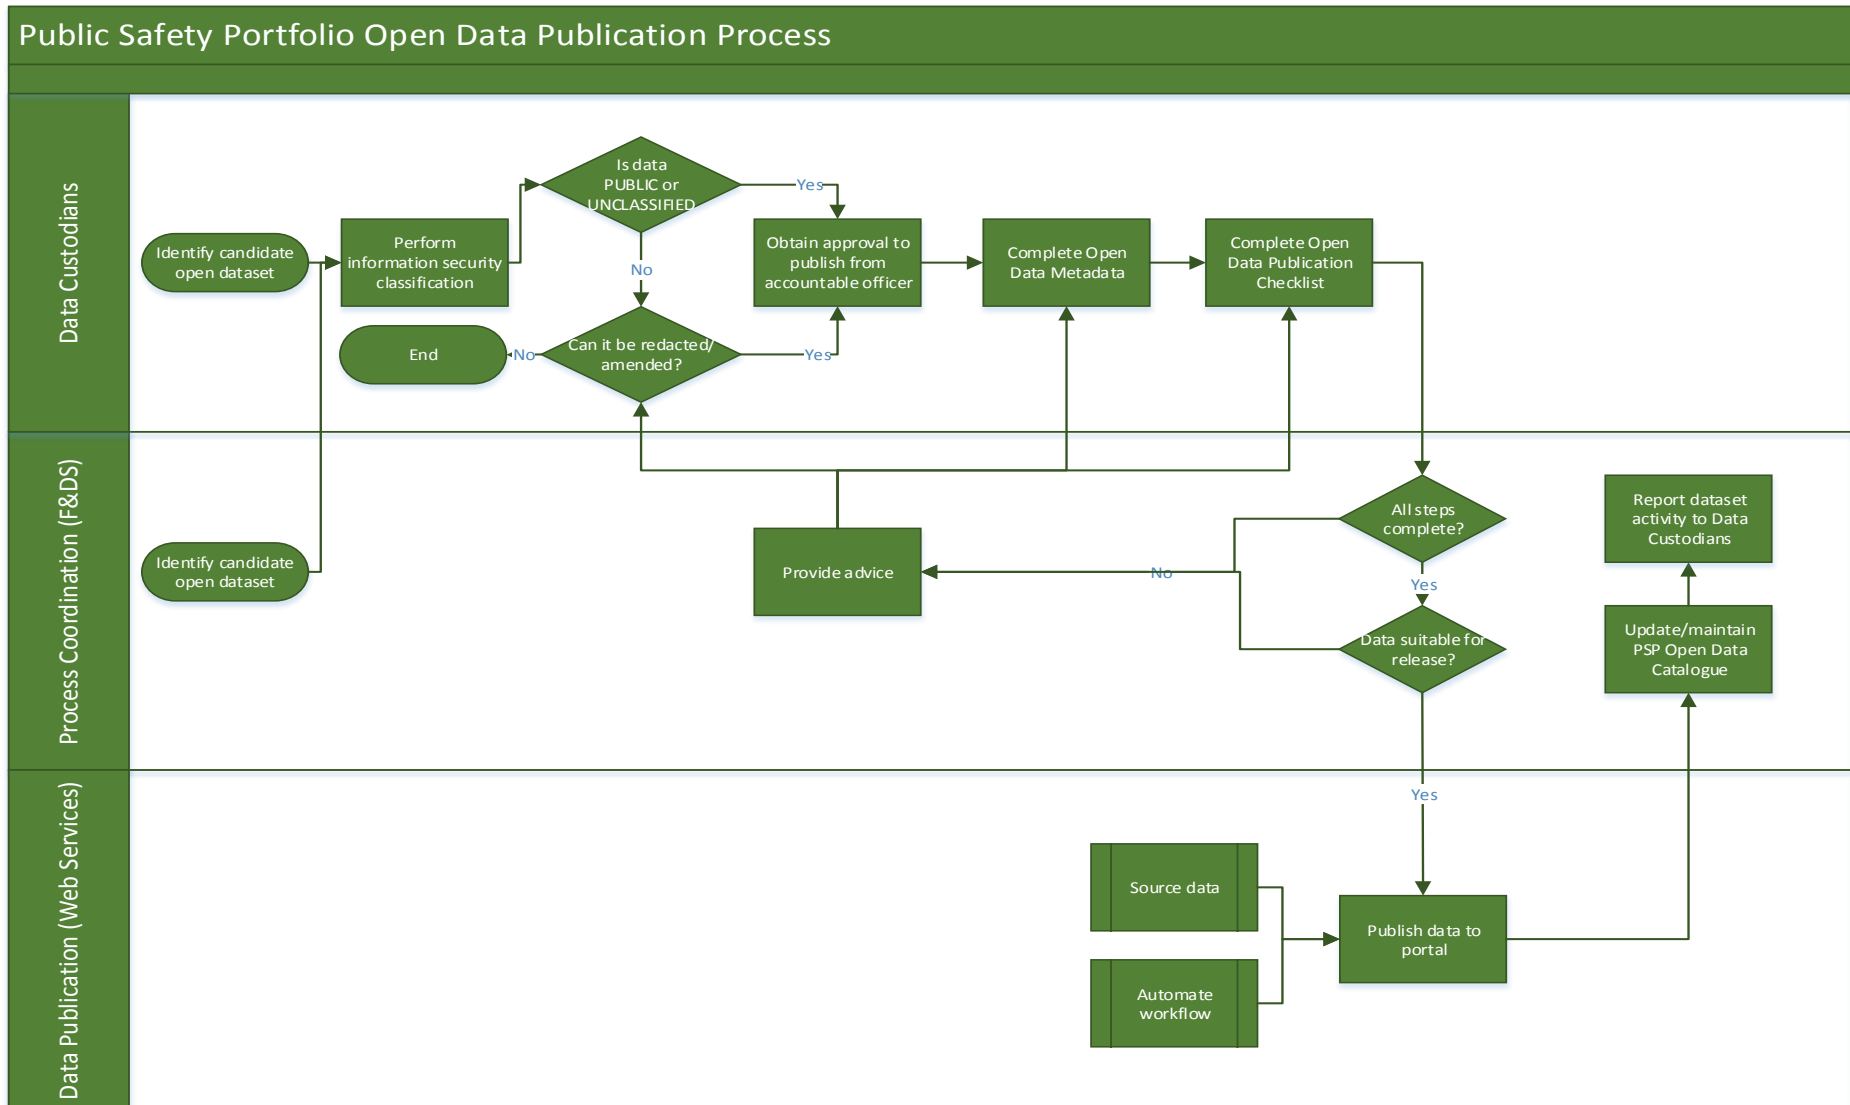 Public Safety Portfolio Open Data Publication Process
Data Custodians
Identify candidate
open dataset
Perform
information security
classification
Is data
PUBLIC or
UNCLASSIFIED
Yes
No
Can it be redacted/
amended?
No
End
Yes
Obtain approval to
publish from
accountable officer
Complete Open
Data Metadata
Complete Open
Data Publication
Checklist
Process Coordination (F&DS)
Identify candidate
open dataset
Provide advice
No
All steps
complete?
Yes
Data suitable for
release?
Report dataset
activity to Data
Custodians
Update/maintain
PSP Open Data
Catalogue
Data Publication (Web Services)
Yes
Source data
Automate
workflow
Publish data to
portal